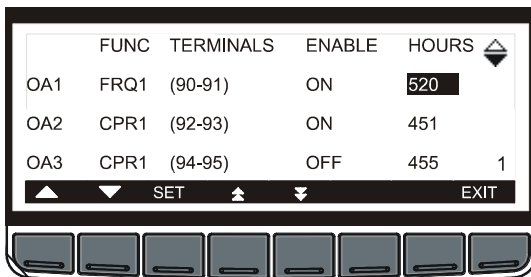 FUNC TERMINALS ENABLE HOURS
OA1 FRQ1 (90-91) ON 520
OA2 CPR1 (92-93) ON 451
OA3 CPR1 (94-95) OFF 455 1
SET EXIT